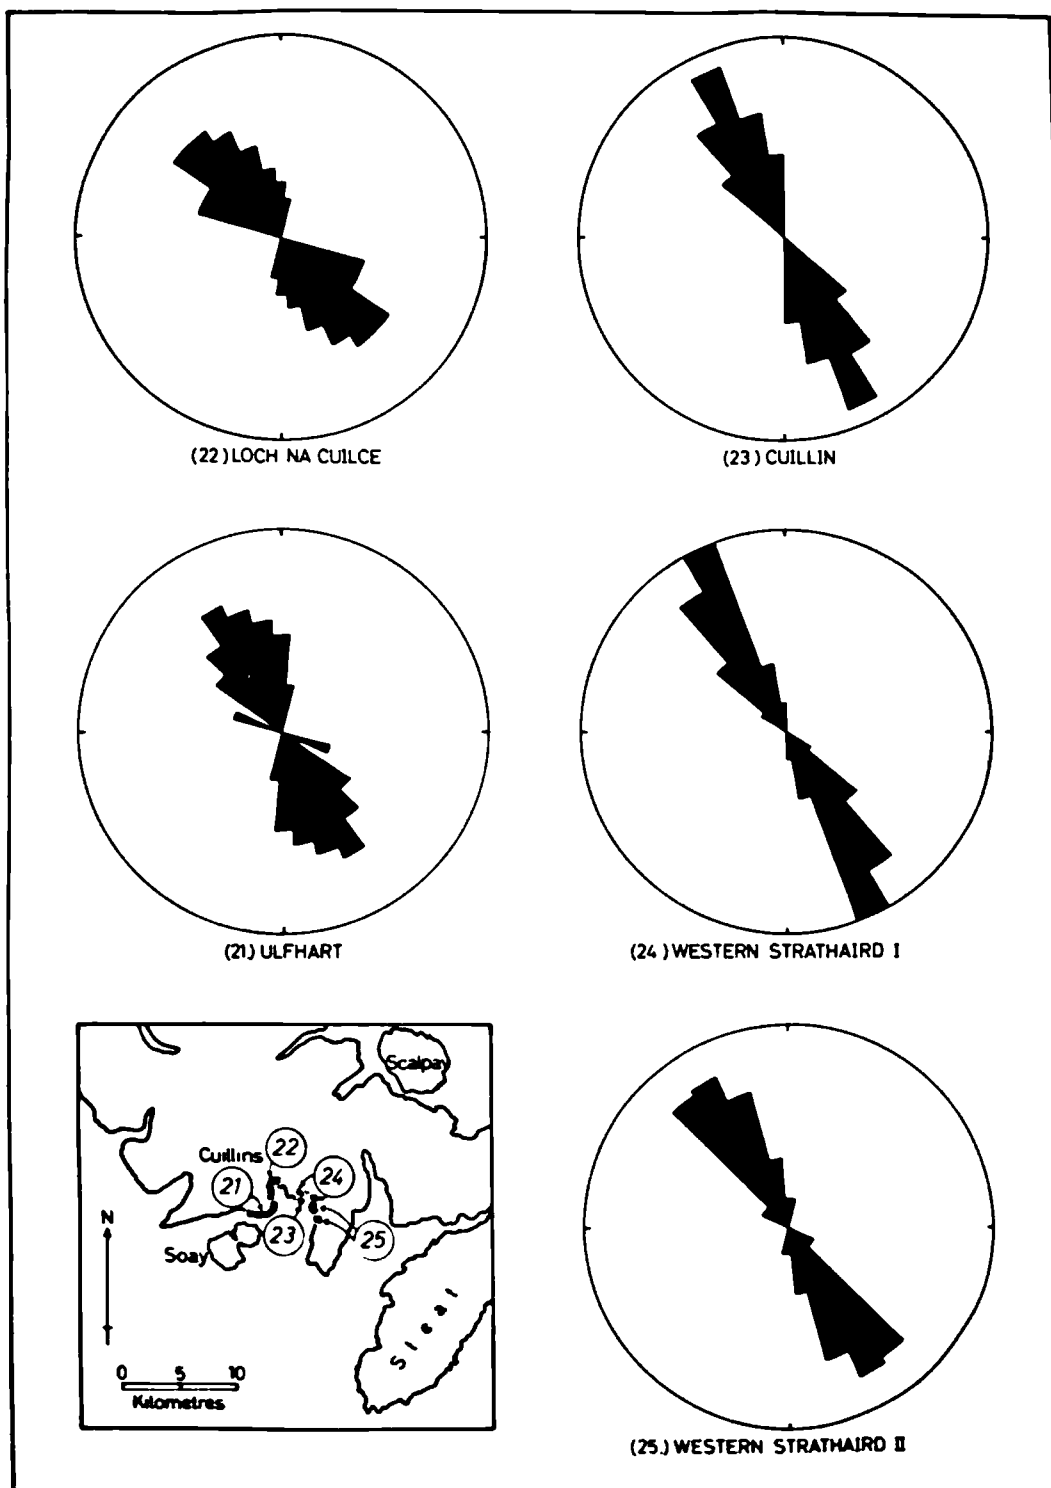 (22) LOCH NA CUILCE
(23) CUILLIN
(21) ULFHART
(24) WESTERN STRATHAIRD I
Scalpay
Cuillins
22
21
24
23
25
N
Soay
Sleat
0 5 10
Kilometres
(25.) WESTERN STRATHAIRD II